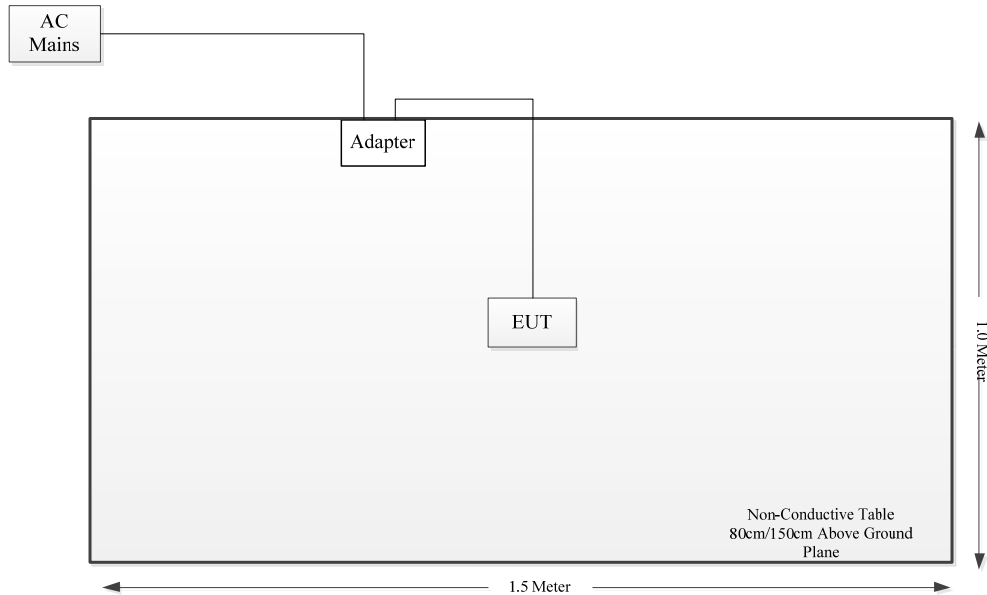 AC
Mains
Adapter
EUT
1.0 Meter
Non-Conductive Table
80cm/150cm Above Ground
Plane
1.5 Meter